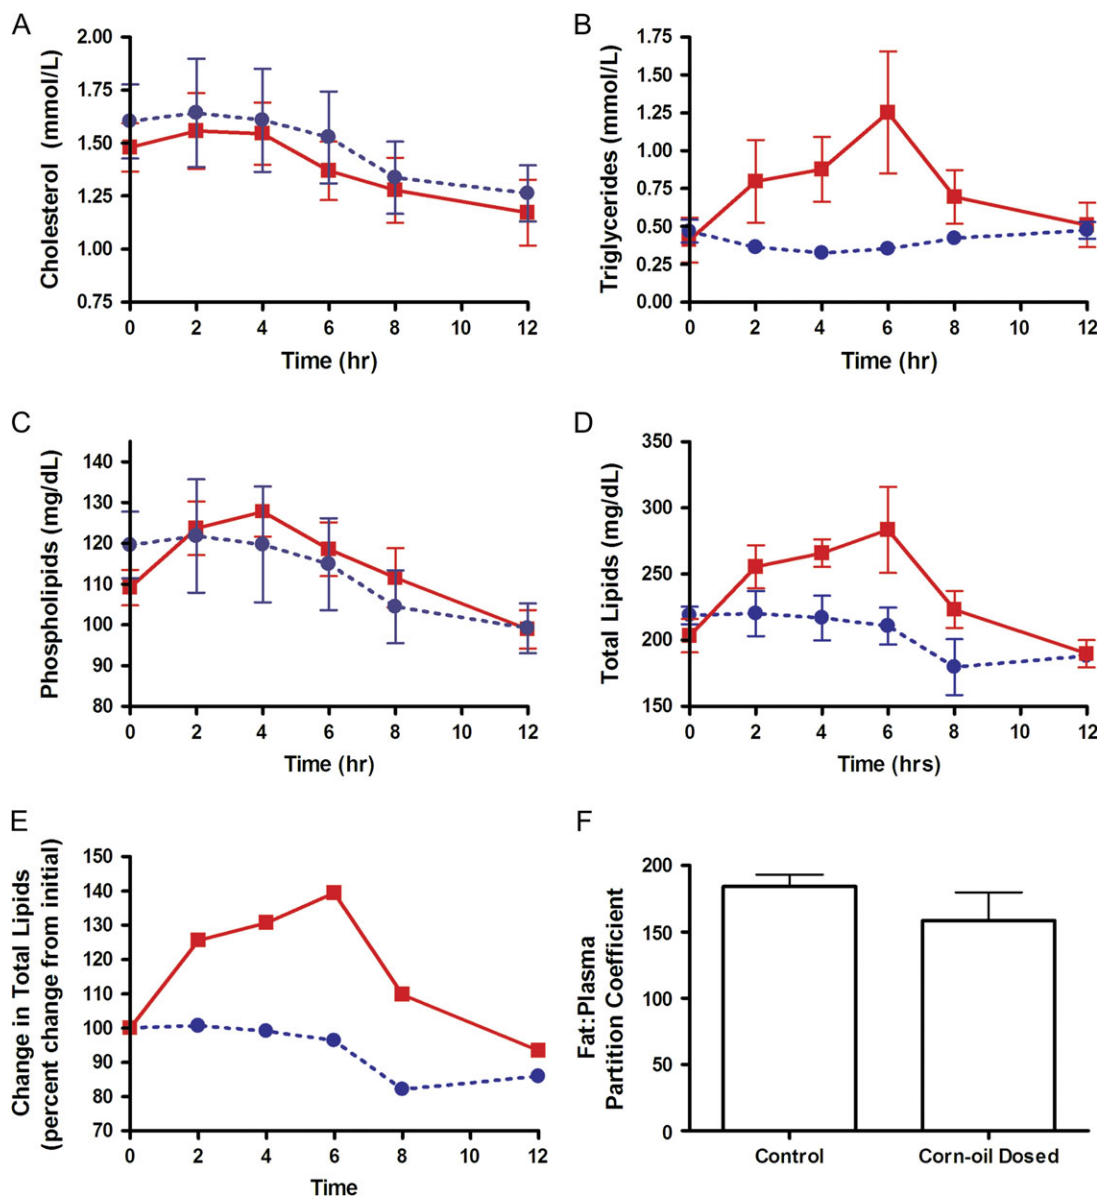 A
Cholesterol (mmol/L)
2.00
1.75
1.50
1.25
1.00
0.75
0 2 4 6 8 10 12
Time (hr)
B
Triglycerides (mmol/L)
1.75
1.50
1.25
1.00
0.75
0.50
0.25
0.00
0 2 4 6 8 10 12
Time (hr)
C
Phospholipids (mg/dL)
140
130
120
110
100
90
80
0 2 4 6 8 10 12
Time (hr)
D
Total Lipids (mg/dL)
350
300
250
200
150
0 2 4 6 8 10 12
Time (hrs)
E
Change in Total Lipids
(percent change from initial)
150
140
130
120
110
100
90
80
70
0 2 4 6 8 10 12
Time
F
Fat:Plasma
Partition Coefficient
200
150
100
50
0
Control Corn-oil Dosed